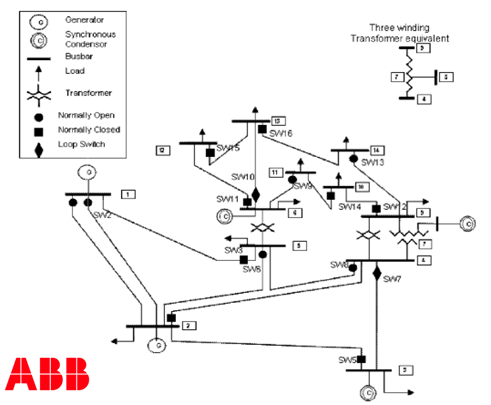 Generator
Synchronous
Condensor
Busbar
Load
Transformer
Normally Open
Normally Closed
Loop Switch
G
C
Three winding
Transformer equivalent
9
7
8
4
13
SW16
12
SW15
14
SW13
SW10
11
SW9
10
SW11
6
SW14
SW12
9
C
C
7
G
1
SW2
5
SW3
4
SW7
2
G
SW5
3
C
ABB